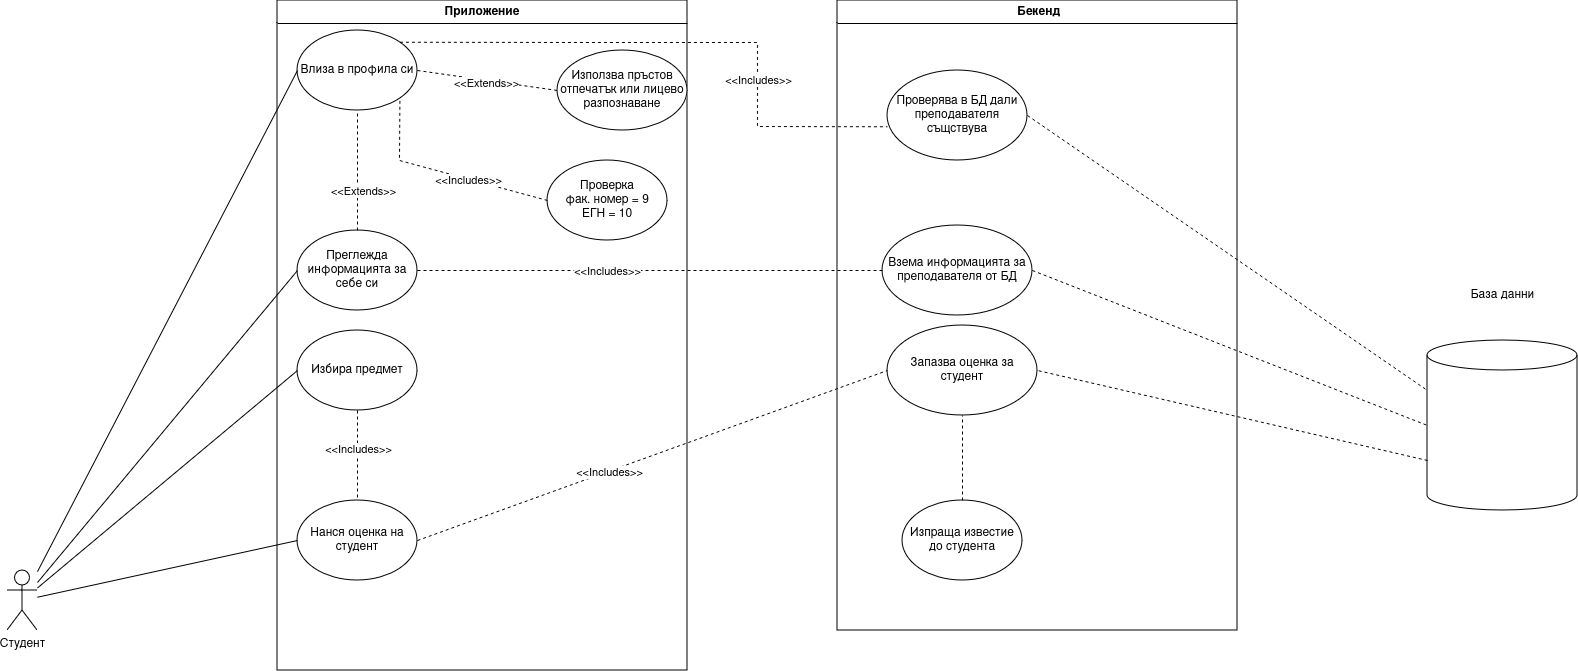 Приложение
Бекенд
Влиза в профила си
<<Extends>>
Използва пръстов
отпечатък или лицево
разпознаване
<<Includes>>
Проверява в БД дали
преподавателя
същствува
<<Extends>>
<<Includes>>
Проверка
фак. номер = 9
ЕГН = 10
Преглежда
информацията за
себе си
<<Includes>>
Взема информацията за
преподавателя от БД
База данни
Избира предмет
Запазва оценка за
студент
<<Includes>>
<<Includes>>
Нанся оценка на
студент
Изпраща известие
до студента
Студент